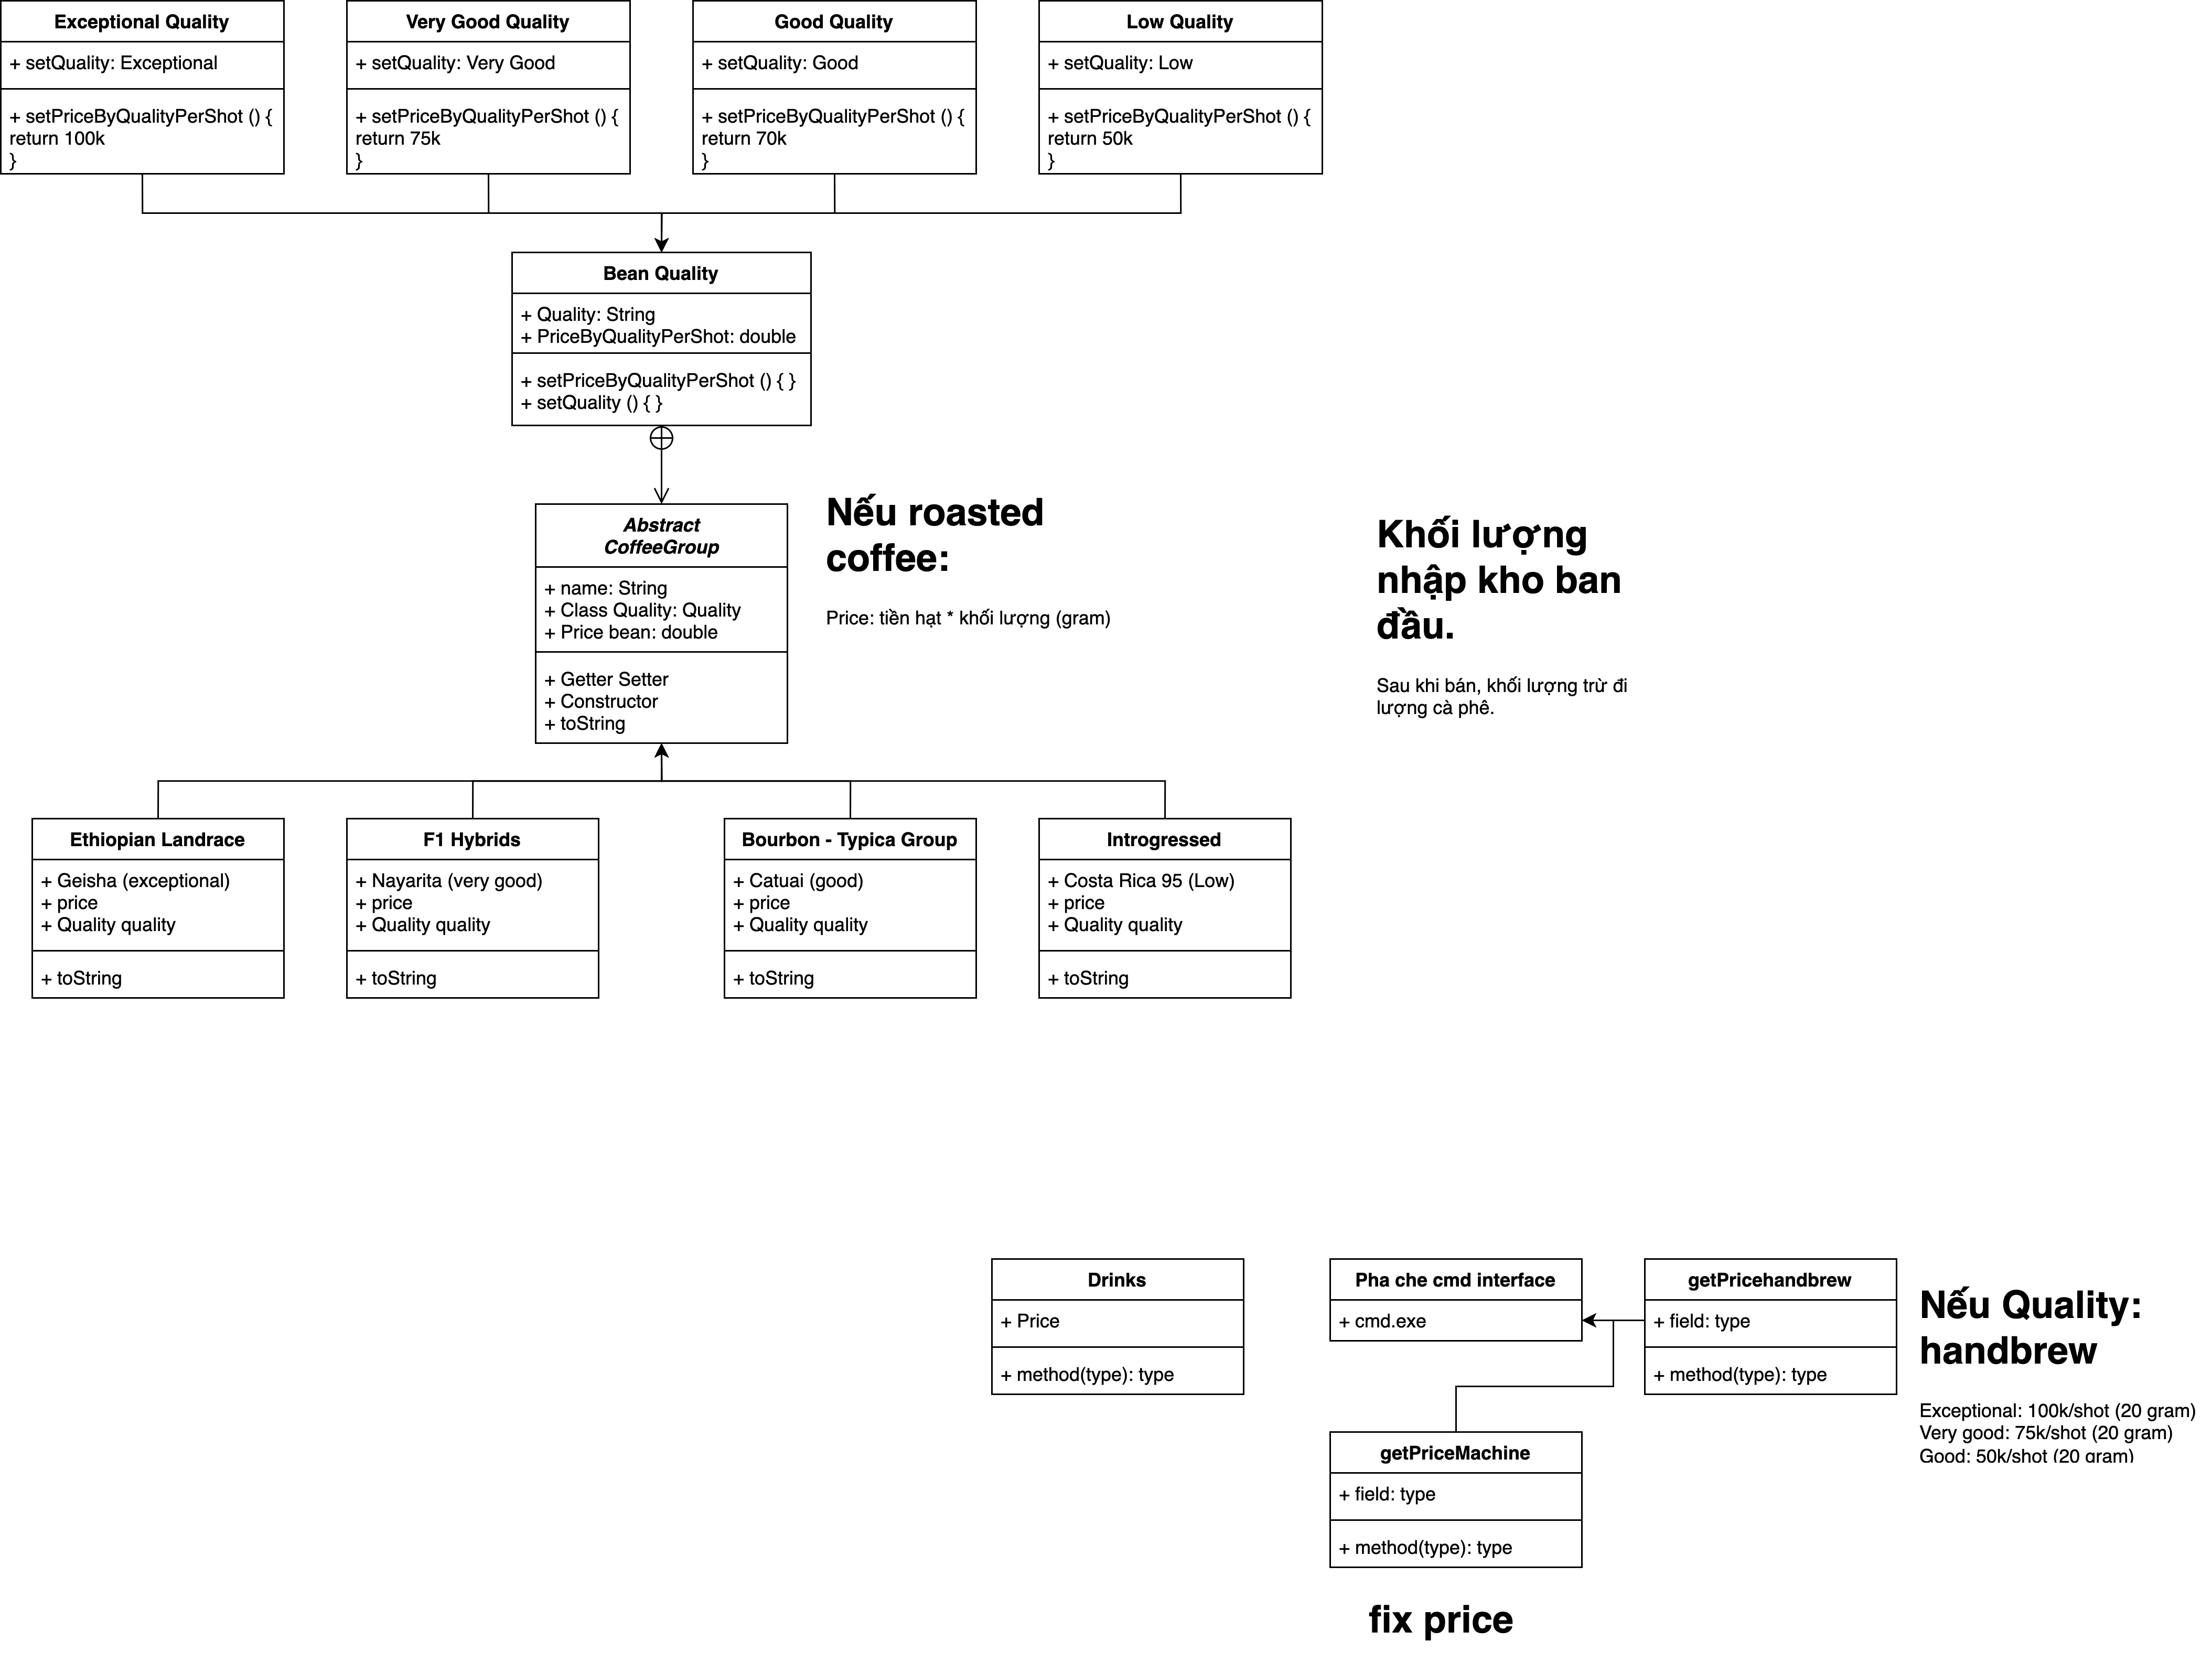 Exceptional Quality
+ setQuality: Exceptional
+ setPriceByQualityPerShot () {
return 100k
}
Very Good Quality
+ setQuality: Very Good
+ setPriceByQualityPerShot () {
return 75k
}
Good Quality
+ setQuality: Good
+ setPriceByQualityPerShot () {
return 70k
}
Low Quality
+ setQuality: Low
+ setPriceByQualityPerShot () {
return 50k
}
Bean Quality
+ Quality: String
+ PriceByQualityPerShot: double
+ setPriceByQualityPerShot () { }
+ setQuality () { }
Abstract
CoffeeGroup
+ name: String
+ Class Quality: Quality
+ Price bean: double
+ Getter Setter
+ Constructor
+ toString
Nếu roasted
coffee:
Price: tiền hạt * khối lượng (gram)
Khối lượng
nhập kho ban
đầu.
Sau khi bán, khối lượng trừ đi
lượng cà phê.
Ethiopian Landrace
+ Geisha (exceptional)
+ price
+ Quality quality
+ toString
F1 Hybrids
+ Nayarita (very good)
+ price
+ Quality quality
+ toString
Bourbon - Typica Group
+ Catuai (good)
+ price
+ Quality quality
+ toString
Introgressed
+ Costa Rica 95 (Low)
+ price
+ Quality quality
+ toString
Drinks
+ Price
+ method(type): type
Pha che cmd interface
+ cmd.exe
getPricehandbrew
+ field: type
+ method(type): type
Nếu Quality:
handbrew
Exceptional: 100k/shot (20 gram)
Very good: 75k/shot (20 gram)
Good: 50k/shot (20 gram)
getPriceMachine
+ field: type
+ method(type): type
fix price